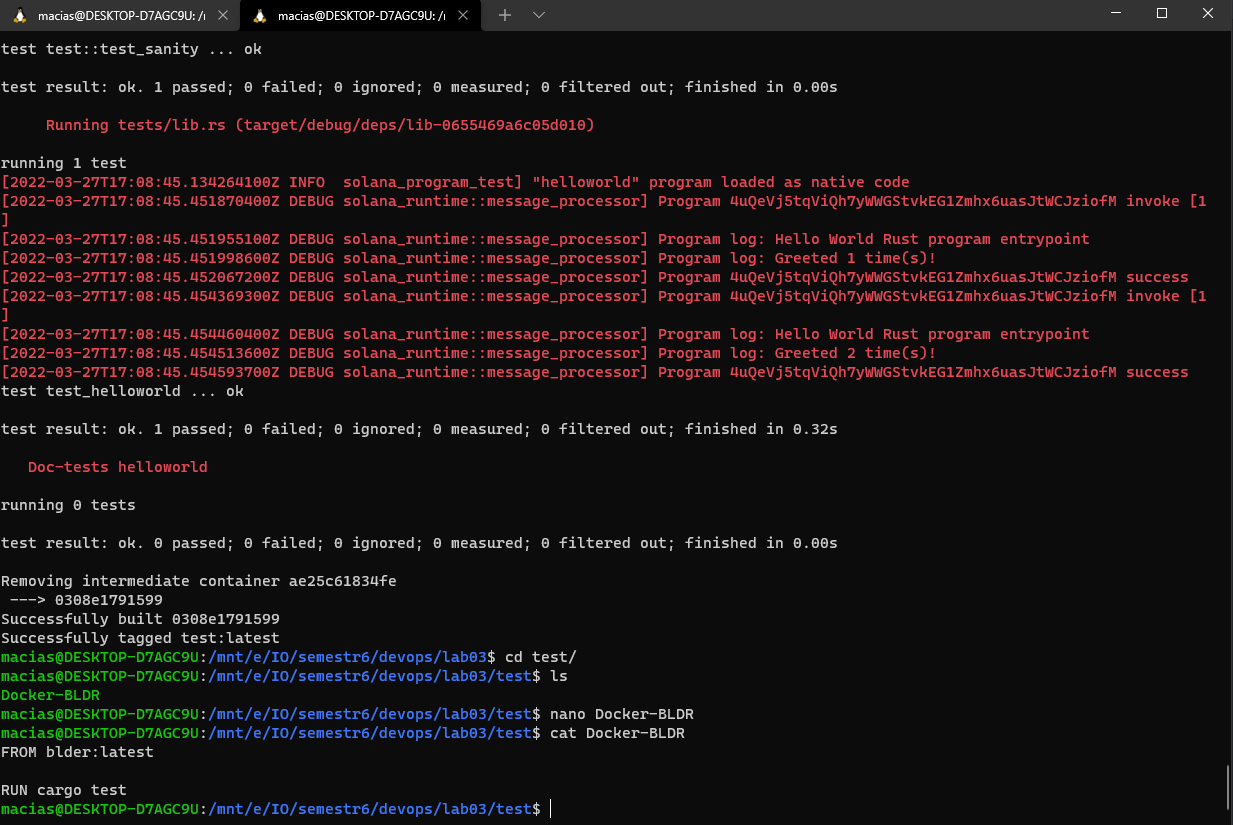 macias@DESKTOP-D7AGC9U: /r
macias@DESKTOP-D7AGC9U: /r
test test::test_sanity ... ok
test result: ok. 1 passed; 0 failed; 0 ignored; 0 measured; 0 filtered out; finished in 0.00s
Running tests/lib.rs (target/debug/deps/lib-0655469a6c05d010)
running 1 test
[2022-03-27T17:08:45.134264100Z INFO  solana_program_test] "helloworld" program loaded as native code
[2022-03-27T17:08:45.451870400Z DEBUG solana_runtime::message_processor] Program 4uQeVj5tqViQh7yWWGStvkEG1Zmhx6uasJtWCJziofM invoke [1
]
[2022-03-27T17:08:45.451955100Z DEBUG solana_runtime::message_processor] Program log: Hello World Rust program entrypoint
[2022-03-27T17:08:45.451998600Z DEBUG solana_runtime::message_processor] Program log: Greeted 1 time(s)!
[2022-03-27T17:08:45.452067200Z DEBUG solana_runtime::message_processor] Program 4uQeVj5tqViQh7yWWGStvkEG1Zmhx6uasJtWCJziofM success
[2022-03-27T17:08:45.454369300Z DEBUG solana_runtime::message_processor] Program 4uQeVj5tqViQh7yWWGStvkEG1Zmhx6uasJtWCJziofM invoke [1
]
[2022-03-27T17:08:45.454460400Z DEBUG solana_runtime::message_processor] Program log: Hello World Rust program entrypoint
[2022-03-27T17:08:45.454513600Z DEBUG solana_runtime::message_processor] Program log: Greeted 2 time(s)!
[2022-03-27T17:08:45.454593700Z DEBUG solana_runtime::message_processor] Program 4uQeVj5tqViQh7yWWGStvkEG1Zmhx6uasJtWCJziofM success
test test_helloworld ... ok
test result: ok. 1 passed; 0 failed; 0 ignored; 0 measured; 0 filtered out; finished in 0.32s
Doc-tests helloworld
running 0 tests
test result: ok. 0 passed; 0 failed; 0 ignored; 0 measured; 0 filtered out; finished in 0.00s
Removing intermediate container ae25c61834fe
---> 0308e1791599
Successfully built 0308e1791599
Successfully tagged test:latest
macias@DESKTOP-D7AGC9U:/mnt/e/IO/semestr6/devops/lab03$ cd test/
macias@DESKTOP-D7AGC9U:/mnt/e/IO/semestr6/devops/lab03/test$ ls
Docker-BLDR
macias@DESKTOP-D7AGC9U:/mnt/e/IO/semestr6/devops/lab03/test$ nano Docker-BLDR
macias@DESKTOP-D7AGC9U:/mnt/e/IO/semestr6/devops/lab03/test$ cat Docker-BLDR
FROM blder:latest
RUN cargo test
macias@DESKTOP-D7AGC9U:/mnt/e/IO/semestr6/devops/lab03/test$